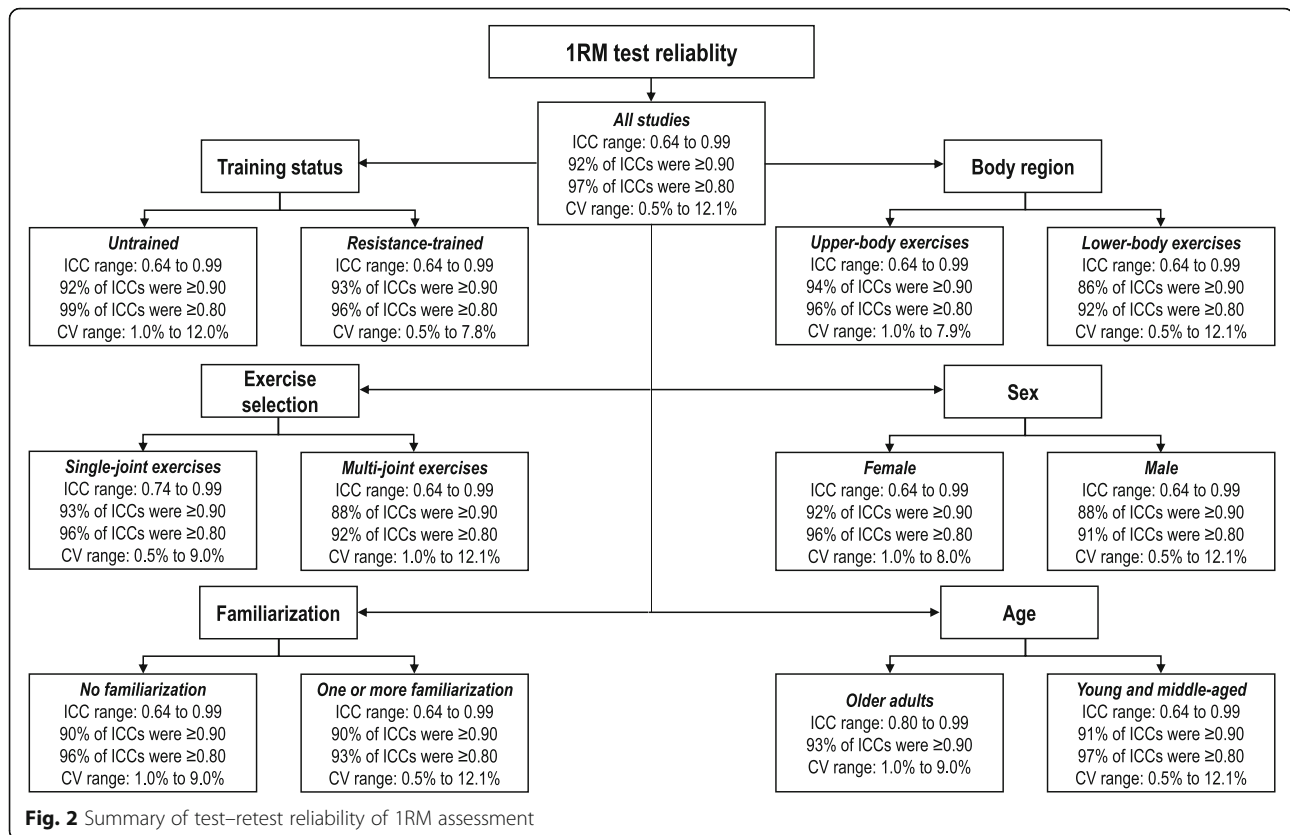 1RM test reliablity
All studies
ICC range: 0.64 to 0.99
92% of ICCs were ≥0.90
97% of ICCs were ≥0.80
CV range: 0.5% to 12.1%
Training status
Untrained
ICC range: 0.64 to 0.99
92% of ICCs were ≥0.90
99% of ICCs were ≥0.80
CV range: 1.0% to 12.0%
Resistance-trained
ICC range: 0.64 to 0.99
93% of ICCs were ≥0.90
96% of ICCs were ≥0.80
CV range: 0.5% to 7.8%
Body region
Upper-body exercises
ICC range: 0.64 to 0.99
94% of ICCs were ≥0.90
96% of ICCs were ≥0.80
CV range: 1.0% to 7.9%
Lower-body exercises
ICC range: 0.64 to 0.99
86% of ICCs were ≥0.90
92% of ICCs were ≥0.80
CV range: 0.5% to 12.1%
Exercise
selection
Single-joint exercises
ICC range: 0.74 to 0.99
93% of ICCs were ≥0.90
96% of ICCs were ≥0.80
CV range: 0.5% to 9.0%
Multi-joint exercises
ICC range: 0.64 to 0.99
88% of ICCs were ≥0.90
92% of ICCs were ≥0.80
CV range: 1.0% to 12.1%
Sex
Female
ICC range: 0.64 to 0.99
92% of ICCs were ≥0.90
96% of ICCs were ≥0.80
CV range: 1.0% to 8.0%
Male
ICC range: 0.64 to 0.99
88% of ICCs were ≥0.90
91% of ICCs were ≥0.80
CV range: 0.5% to 12.1%
Familiarization
No familiarization
ICC range: 0.64 to 0.99
90% of ICCs were ≥0.90
96% of ICCs were ≥0.80
CV range: 1.0% to 9.0%
One or more familiarization
ICC range: 0.64 to 0.99
90% of ICCs were ≥0.90
93% of ICCs were ≥0.80
CV range: 0.5% to 12.1%
Age
Older adults
ICC range: 0.80 to 0.99
93% of ICCs were ≥0.90
CV range: 1.0% to 9.0%
Young and middle-aged
ICC range: 0.64 to 0.99
91% of ICCs were ≥0.90
97% of ICCs were ≥0.80
CV range: 0.5% to 12.1%
Fig. 2 Summary of test–retest reliability of 1RM assessment